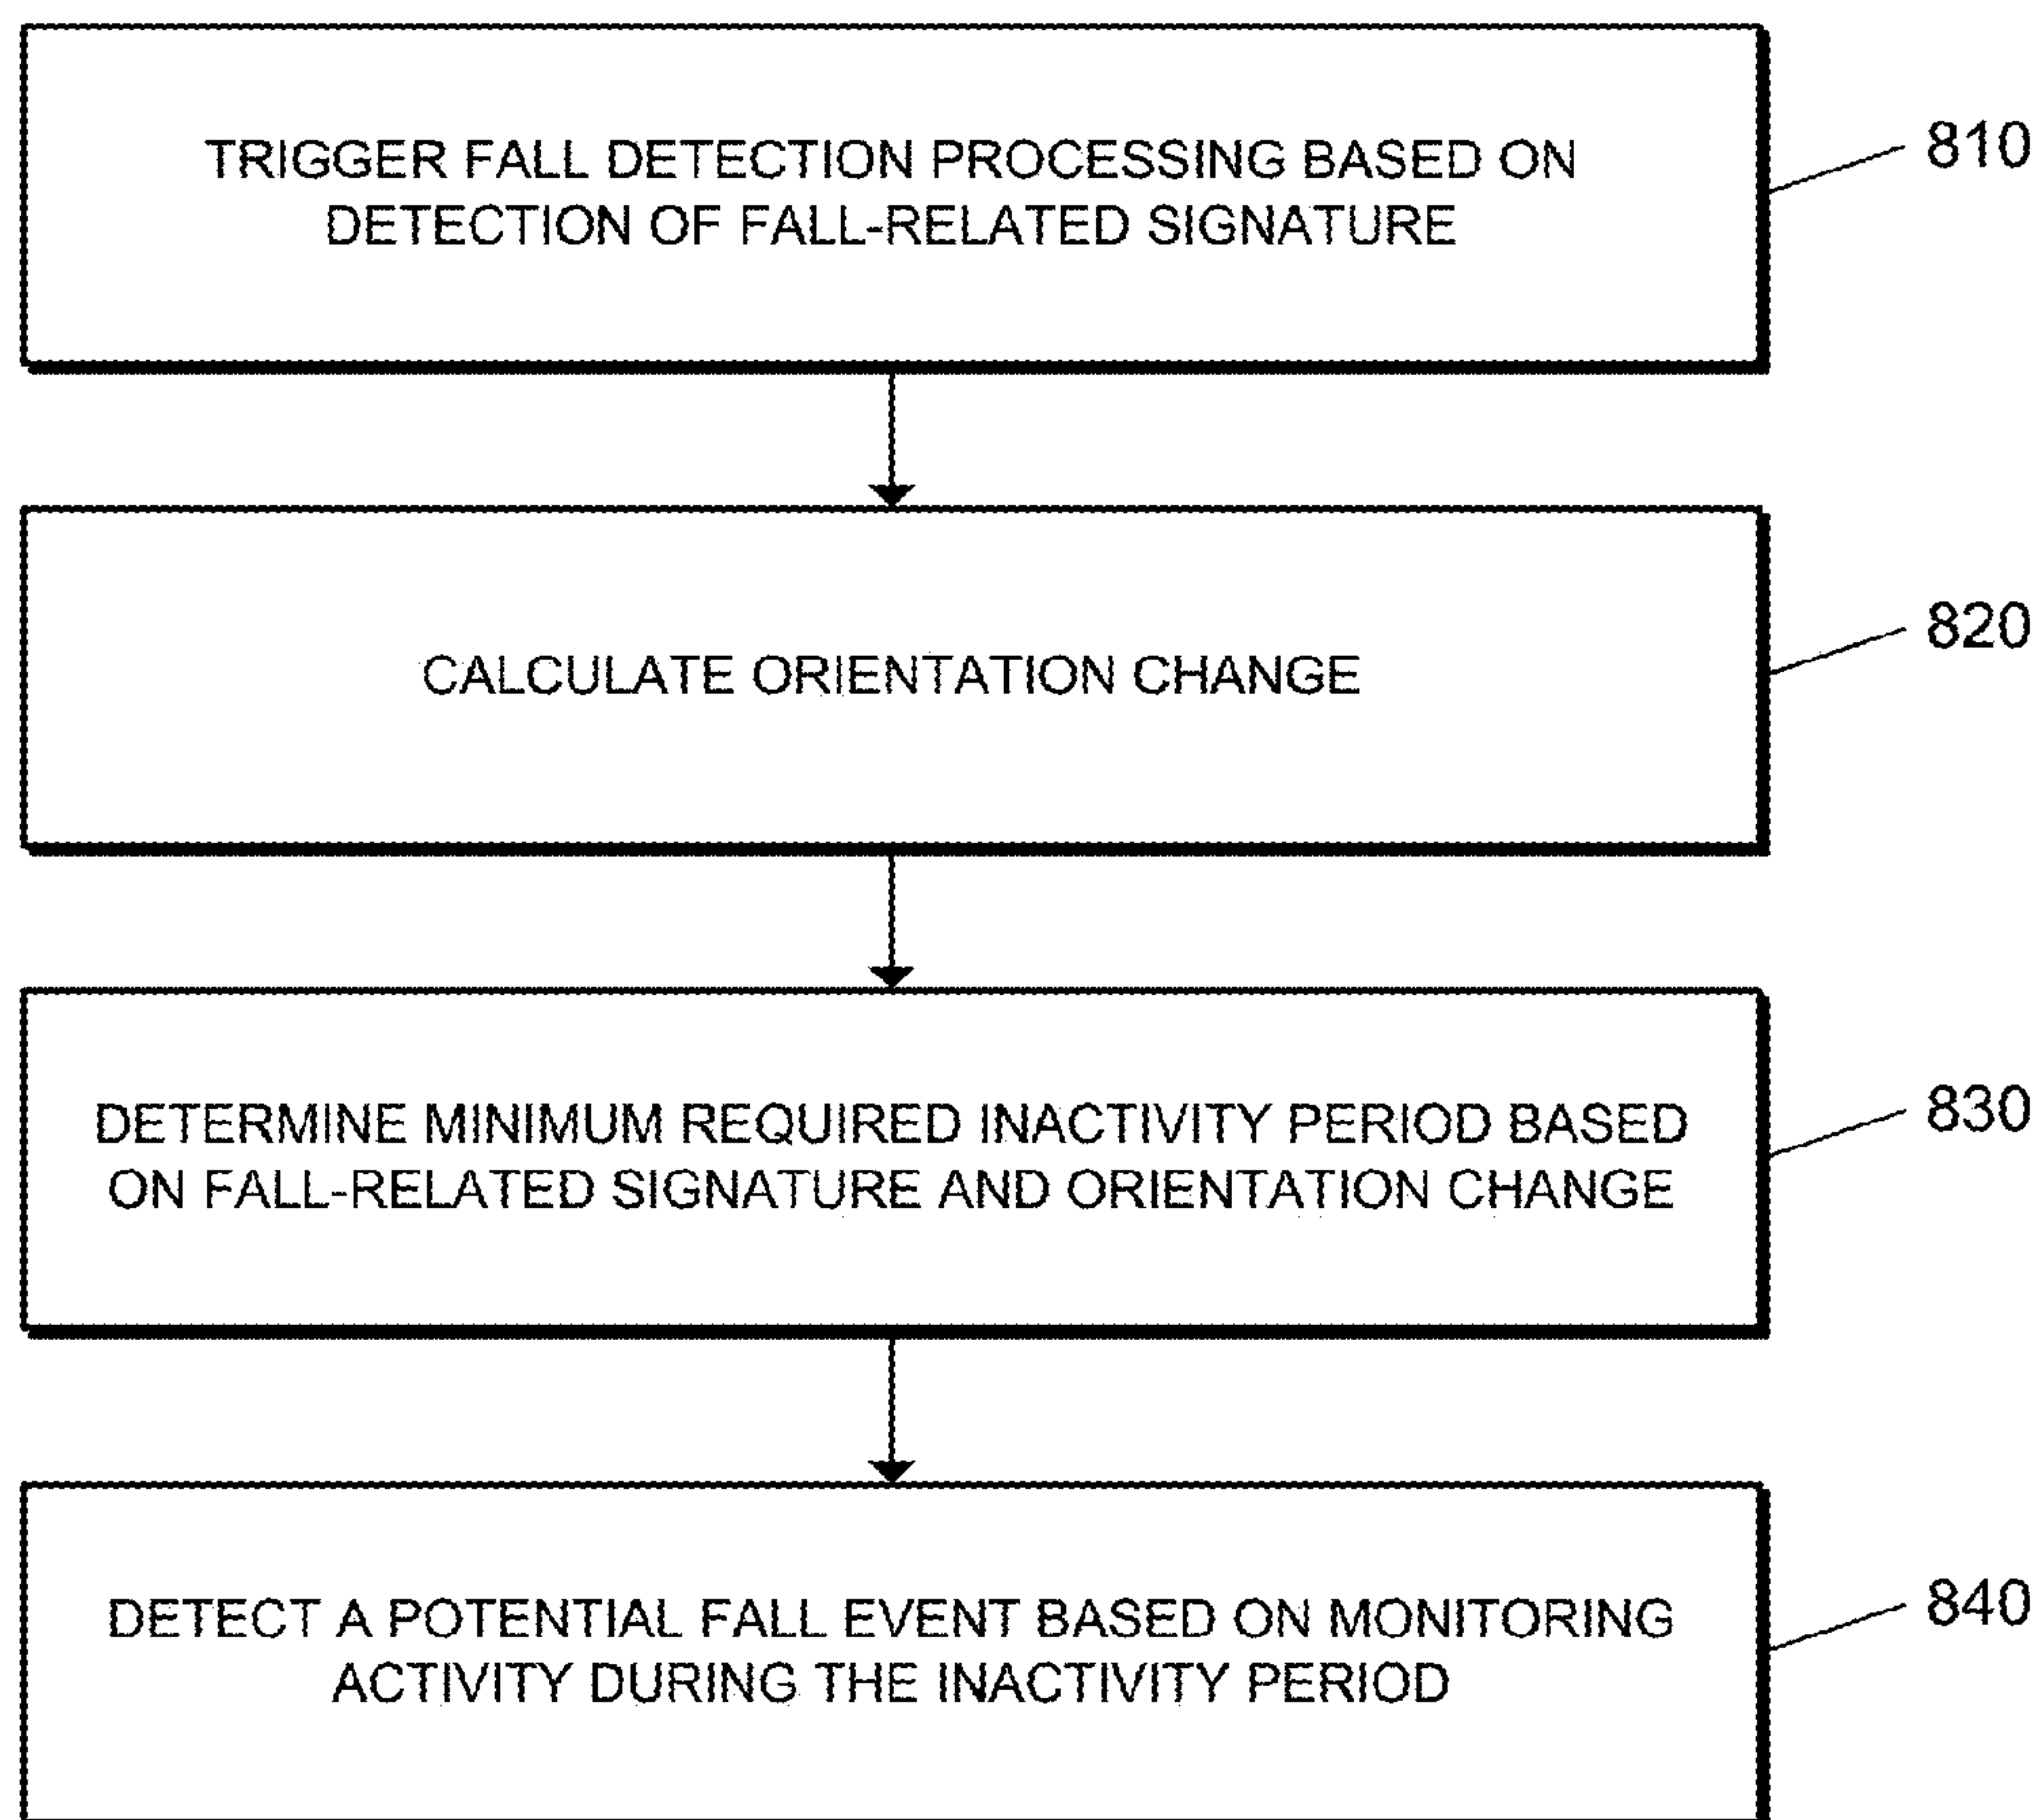 TRIGGER FALL DETECTION PROCESSING BASED ON
DETECTION OF FALL-RELATED SIGNATURE
810
CALCULATE ORIENTATION CHANGE
820
DETERMINE MINIMUM REQUIRED INACTIVITY PERIOD BASED
ON FALL-RELATED SIGNATURE AND ORIENTATION CHANGE
830
DETECT A POTENTIAL FALL EVENT BASED ON MONITORING
ACTIVITY DURING THE INACTIVITY PERIOD
840